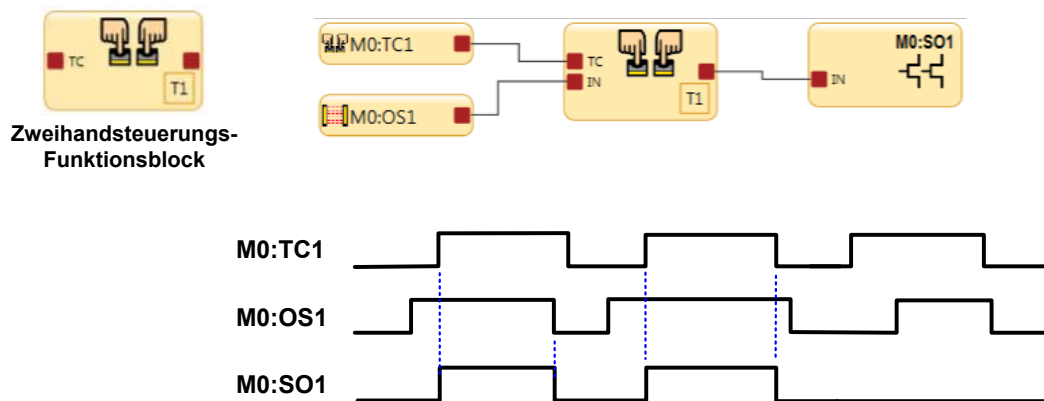 TC
T1
Zweihandsteuerungs-
Funktionsblock
M0:TC1
M0:OS1
TC
IN
T1
M0:SO1
IN
M0:TC1
M0:OS1
M0:SO1